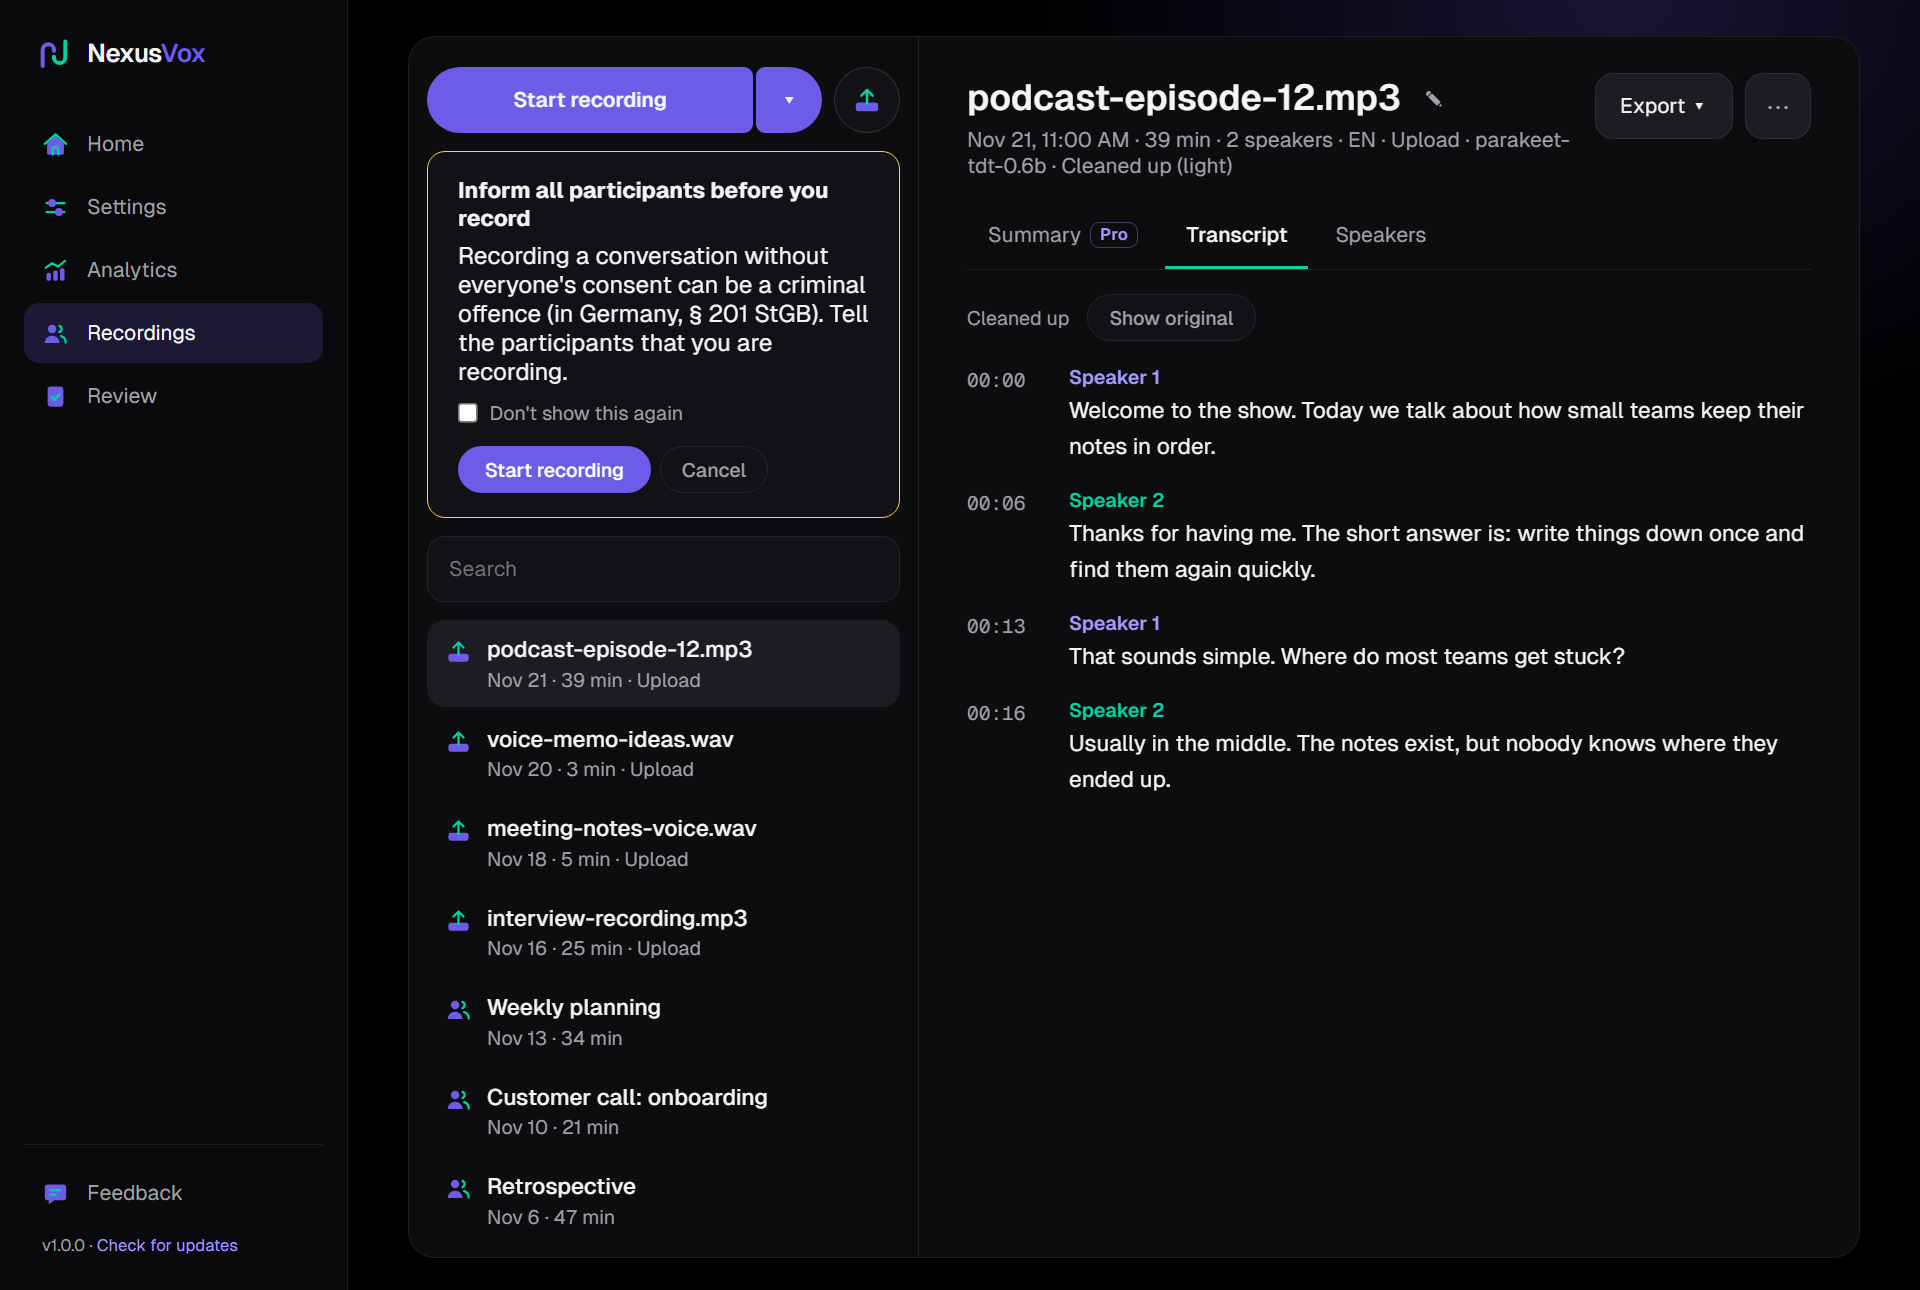 NexusVox
Home
Settings
Analytics
Recordings
Review
Feedback
v1.0.0 · Check for updates
Start recording
Inform all participants before you
record
Recording a conversation without
everyone's consent can be a criminal
offence (in Germany, § 201 StGB). Tell
the participants that you are
recording.
Don't show this again
Start recording
Cancel
Search
podcast-episode-12.mp3
Nov 21 · 39 min · Upload
voice-memo-ideas.wav
Nov 20 · 3 min · Upload
meeting-notes-voice.wav
Nov 18 · 5 min · Upload
interview-recording.mp3
Nov 16 · 25 min · Upload
Weekly planning
Nov 13 · 34 min
Customer call: onboarding
Nov 10 · 21 min
Retrospective
Nov 6 · 47 min
podcast-episode-12.mp3
Nov 21, 11:00 AM · 39 min · 2 speakers · EN · Upload · parakeet-
tdt-0.6b · Cleaned up (light)
Export
Summary Pro
Transcript
Speakers
Cleaned up
Show original
00:00
Speaker 1
Welcome to the show. Today we talk about how small teams keep their
notes in order.
00:06
Speaker 2
Thanks for having me. The short answer is: write things down once and
find them again quickly.
00:13
Speaker 1
That sounds simple. Where do most teams get stuck?
00:16
Speaker 2
Usually in the middle. The notes exist, but nobody knows where they
ended up.